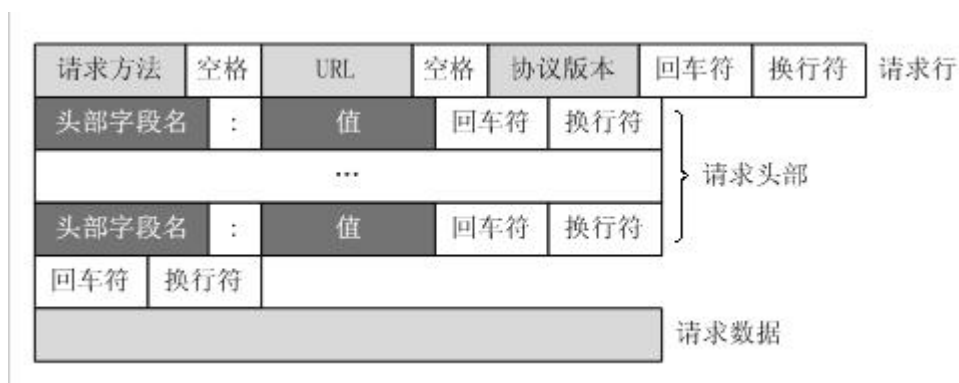 请求方法 空格 URL 空格 协议版本 回车符 换行符 请求行
头部字段名 : 值 回车符 换行符
... 请求头部
头部字段名 : 值 回车符 换行符
回车符 换行符
请求数据